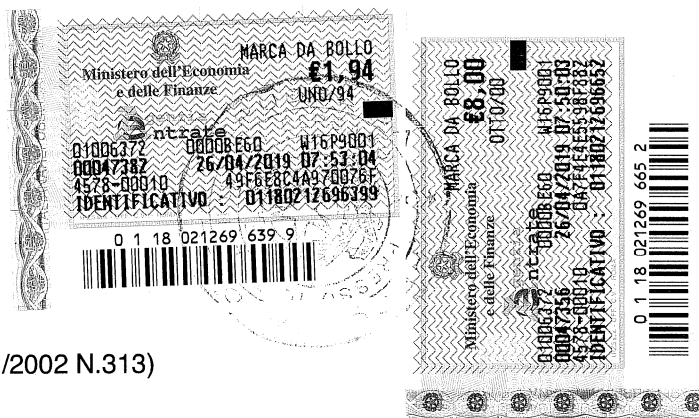 MARCA DA BOLLO
Ministero dell'Economia
e delle Finanze
€1,94
UNO/94
ntrate
01006372 00008E60 W16P9001
00047382 26/04/2019 07:53:04
4578-00010 49F6E8C4A970076F
IDENTIFICATIVO : 01180212696399
0 1 18 021269 639 9
/2002 N.313)
MARCA DA BOLLO
Ministero dell'Economia
e delle Finanze
€8,00
OTTO/00
ntrate
01006372 00008E60 W16P9001
00047356 26/04/2019 07:50:03
4578-00010
IDENTIFICATIVO : 01180212696652
0 1 18 021269 665 2